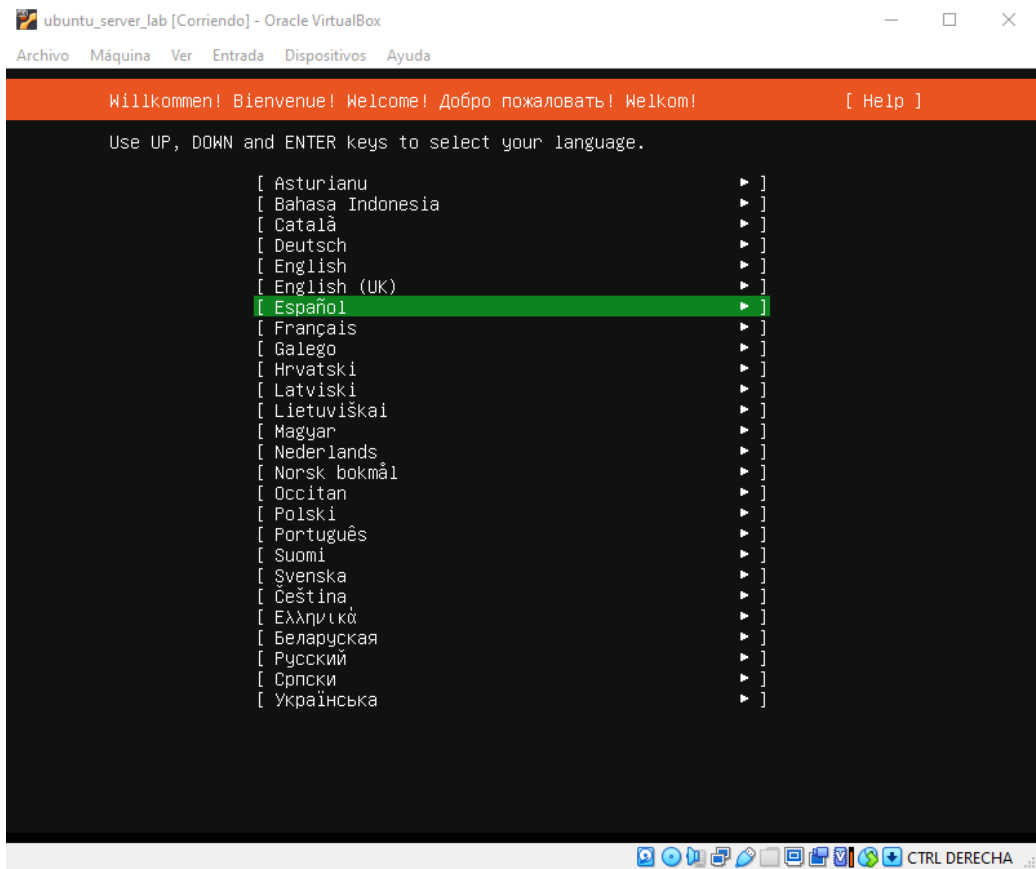 ubuntu_server_lab [Corriendo] - Oracle VirtualBox
Archivo Máquina Ver Entrada Dispositivos Ayuda
Willkommen! Bienvenue! Welcome! Добро пожаловать! Welkom! [ Help ]
Use UP, DOWN and ENTER keys to select your language.
[ Asturianu ► ]
[ Bahasa Indonesia ► ]
[ Català ► ]
[ Deutsch ► ]
[ English ► ]
[ English (UK) ► ]
[ Español ► ]
[ Français ► ]
[ Galego ► ]
[ Hrvatski ► ]
[ Latviski ► ]
[ Lietuviškai ► ]
[ Magyar ► ]
[ Nederlands ► ]
[ Norsk bokmål ► ]
[ Occitan ► ]
[ Polski ► ]
[ Português ► ]
[ Suomi ► ]
[ Svenska ► ]
[ Čeština ► ]
[ Ελληνικά ► ]
[ Беларуская ► ]
[ Русский ► ]
[ Српски ► ]
[ Українська ► ]
CTRL DERECHA